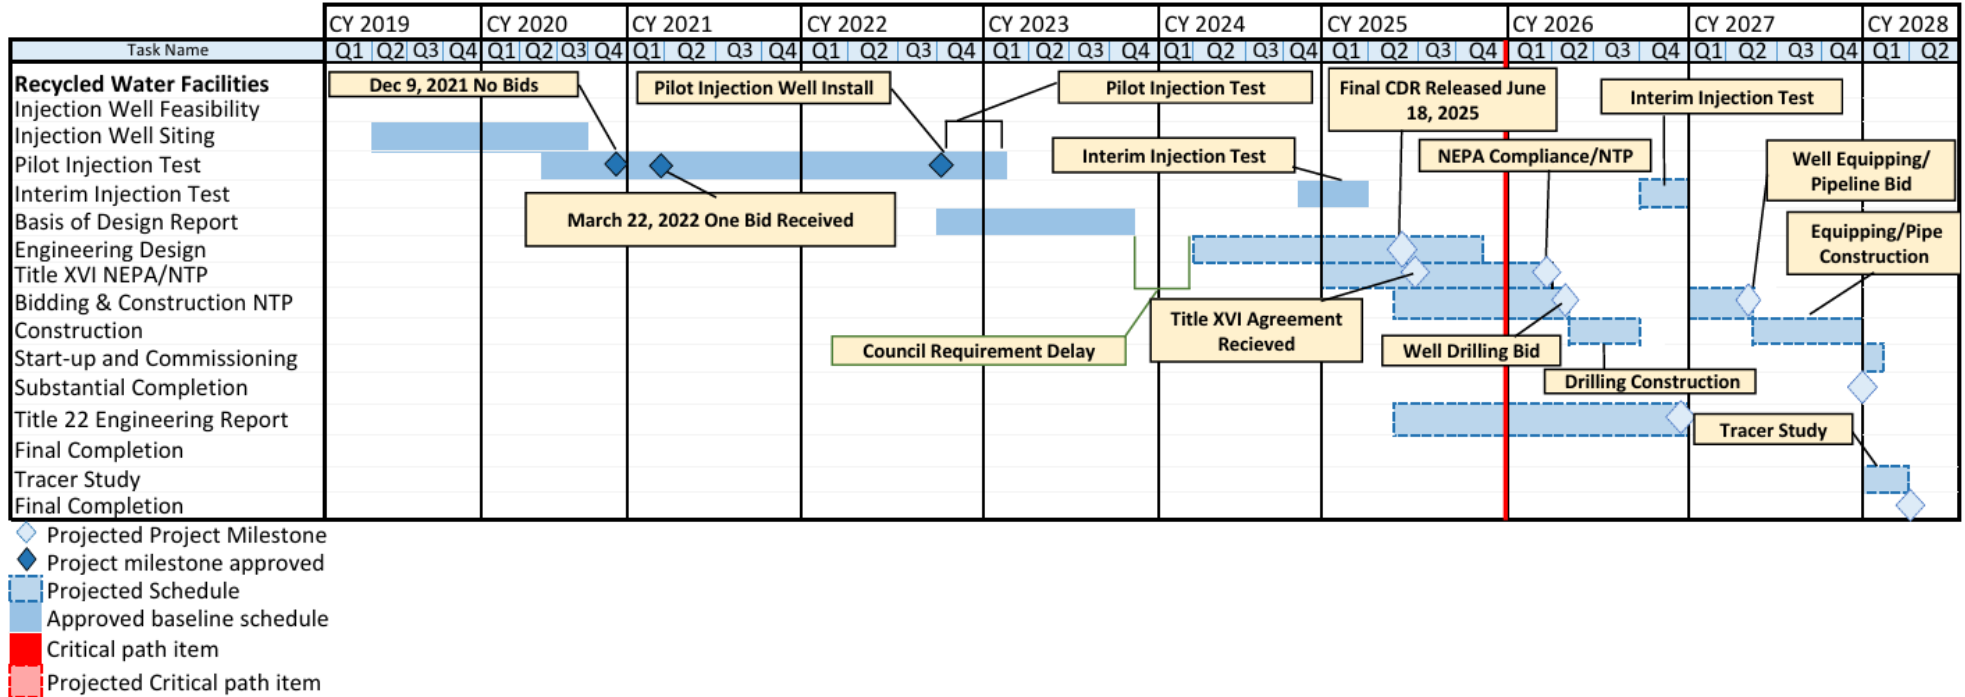 CY 2019 CY 2020 CY 2021 CY 2022 CY 2023 CY 2024 CY 2025 CY 2026 CY 2027 CY 2028
Task Name Q1 Q2 Q3 Q4 Q1 Q2 Q3 Q4 Q1 Q2 Q3 Q4 Q1 Q2 Q3 Q4 Q1 Q2 Q3 Q4 Q1 Q2 Q3 Q4 Q1 Q2 Q3 Q4 Q1 Q2 Q3 Q4 Q1 Q2 Q3 Q4 Q1 Q2
Recycled Water Facilities
Injection Well Feasibility
Injection Well Siting
Pilot Injection Test
Interim Injection Test
Basis of Design Report
Engineering Design
Title XVI NEPA/NTP
Bidding & Construction NTP
Construction
Start-up and Commissioning
Substantial Completion
Title 22 Engineering Report
Final Completion
Tracer Study
Final Completion
Dec 9, 2021 No Bids
Pilot Injection Well Install
Pilot Injection Test
Final CDR Released June
18, 2025
Interim Injection Test
Interim Injection Test
NEPA Compliance/NTP
Well Equipping/
Pipeline Bid
March 22, 2022 One Bid Received
Equipping/Pipe
Construction
Title XVI Agreement
Recieved
Council Requirement Delay
Well Drilling Bid
Drilling Construction
Tracer Study
Projected Project Milestone
Project milestone approved
Projected Schedule
Approved baseline schedule
Critical path item
Projected Critical path item